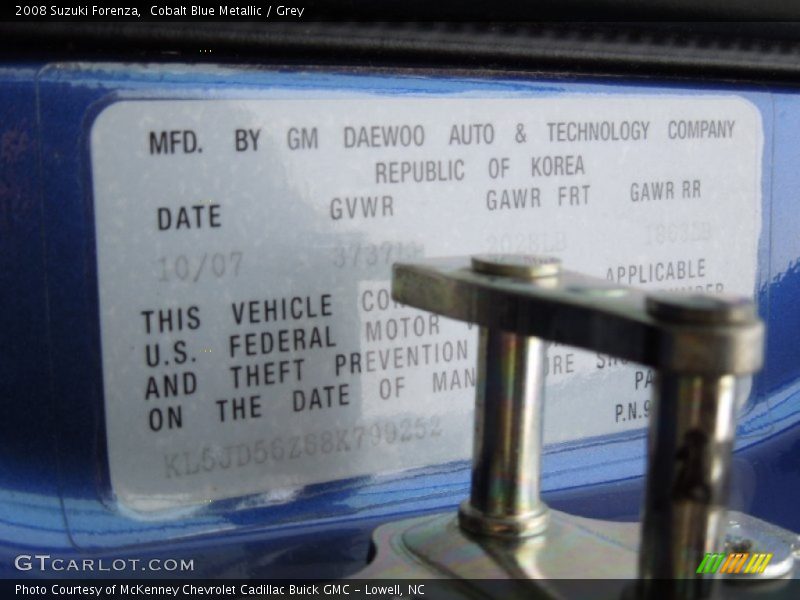 2008 Suzuki Forenza, Cobalt Blue Metallic / Grey
MFD. BY GM DAEWOO AUTO & TECHNOLOGY COMPANY
REPUBLIC OF KOREA
DATE GVWR GAWR FRT GAWR RR
10/07
THIS VEHICLE APPLICABLE
U.S. FEDERAL MOTOR
AND THEFT PREVENTION
ON THE DATE OF
P.N.
KL5JD56Z68K799252
GTCARLOT.COM
Photo Courtesy of McKenney Chevrolet Cadillac Buick GMC - Lowell, NC